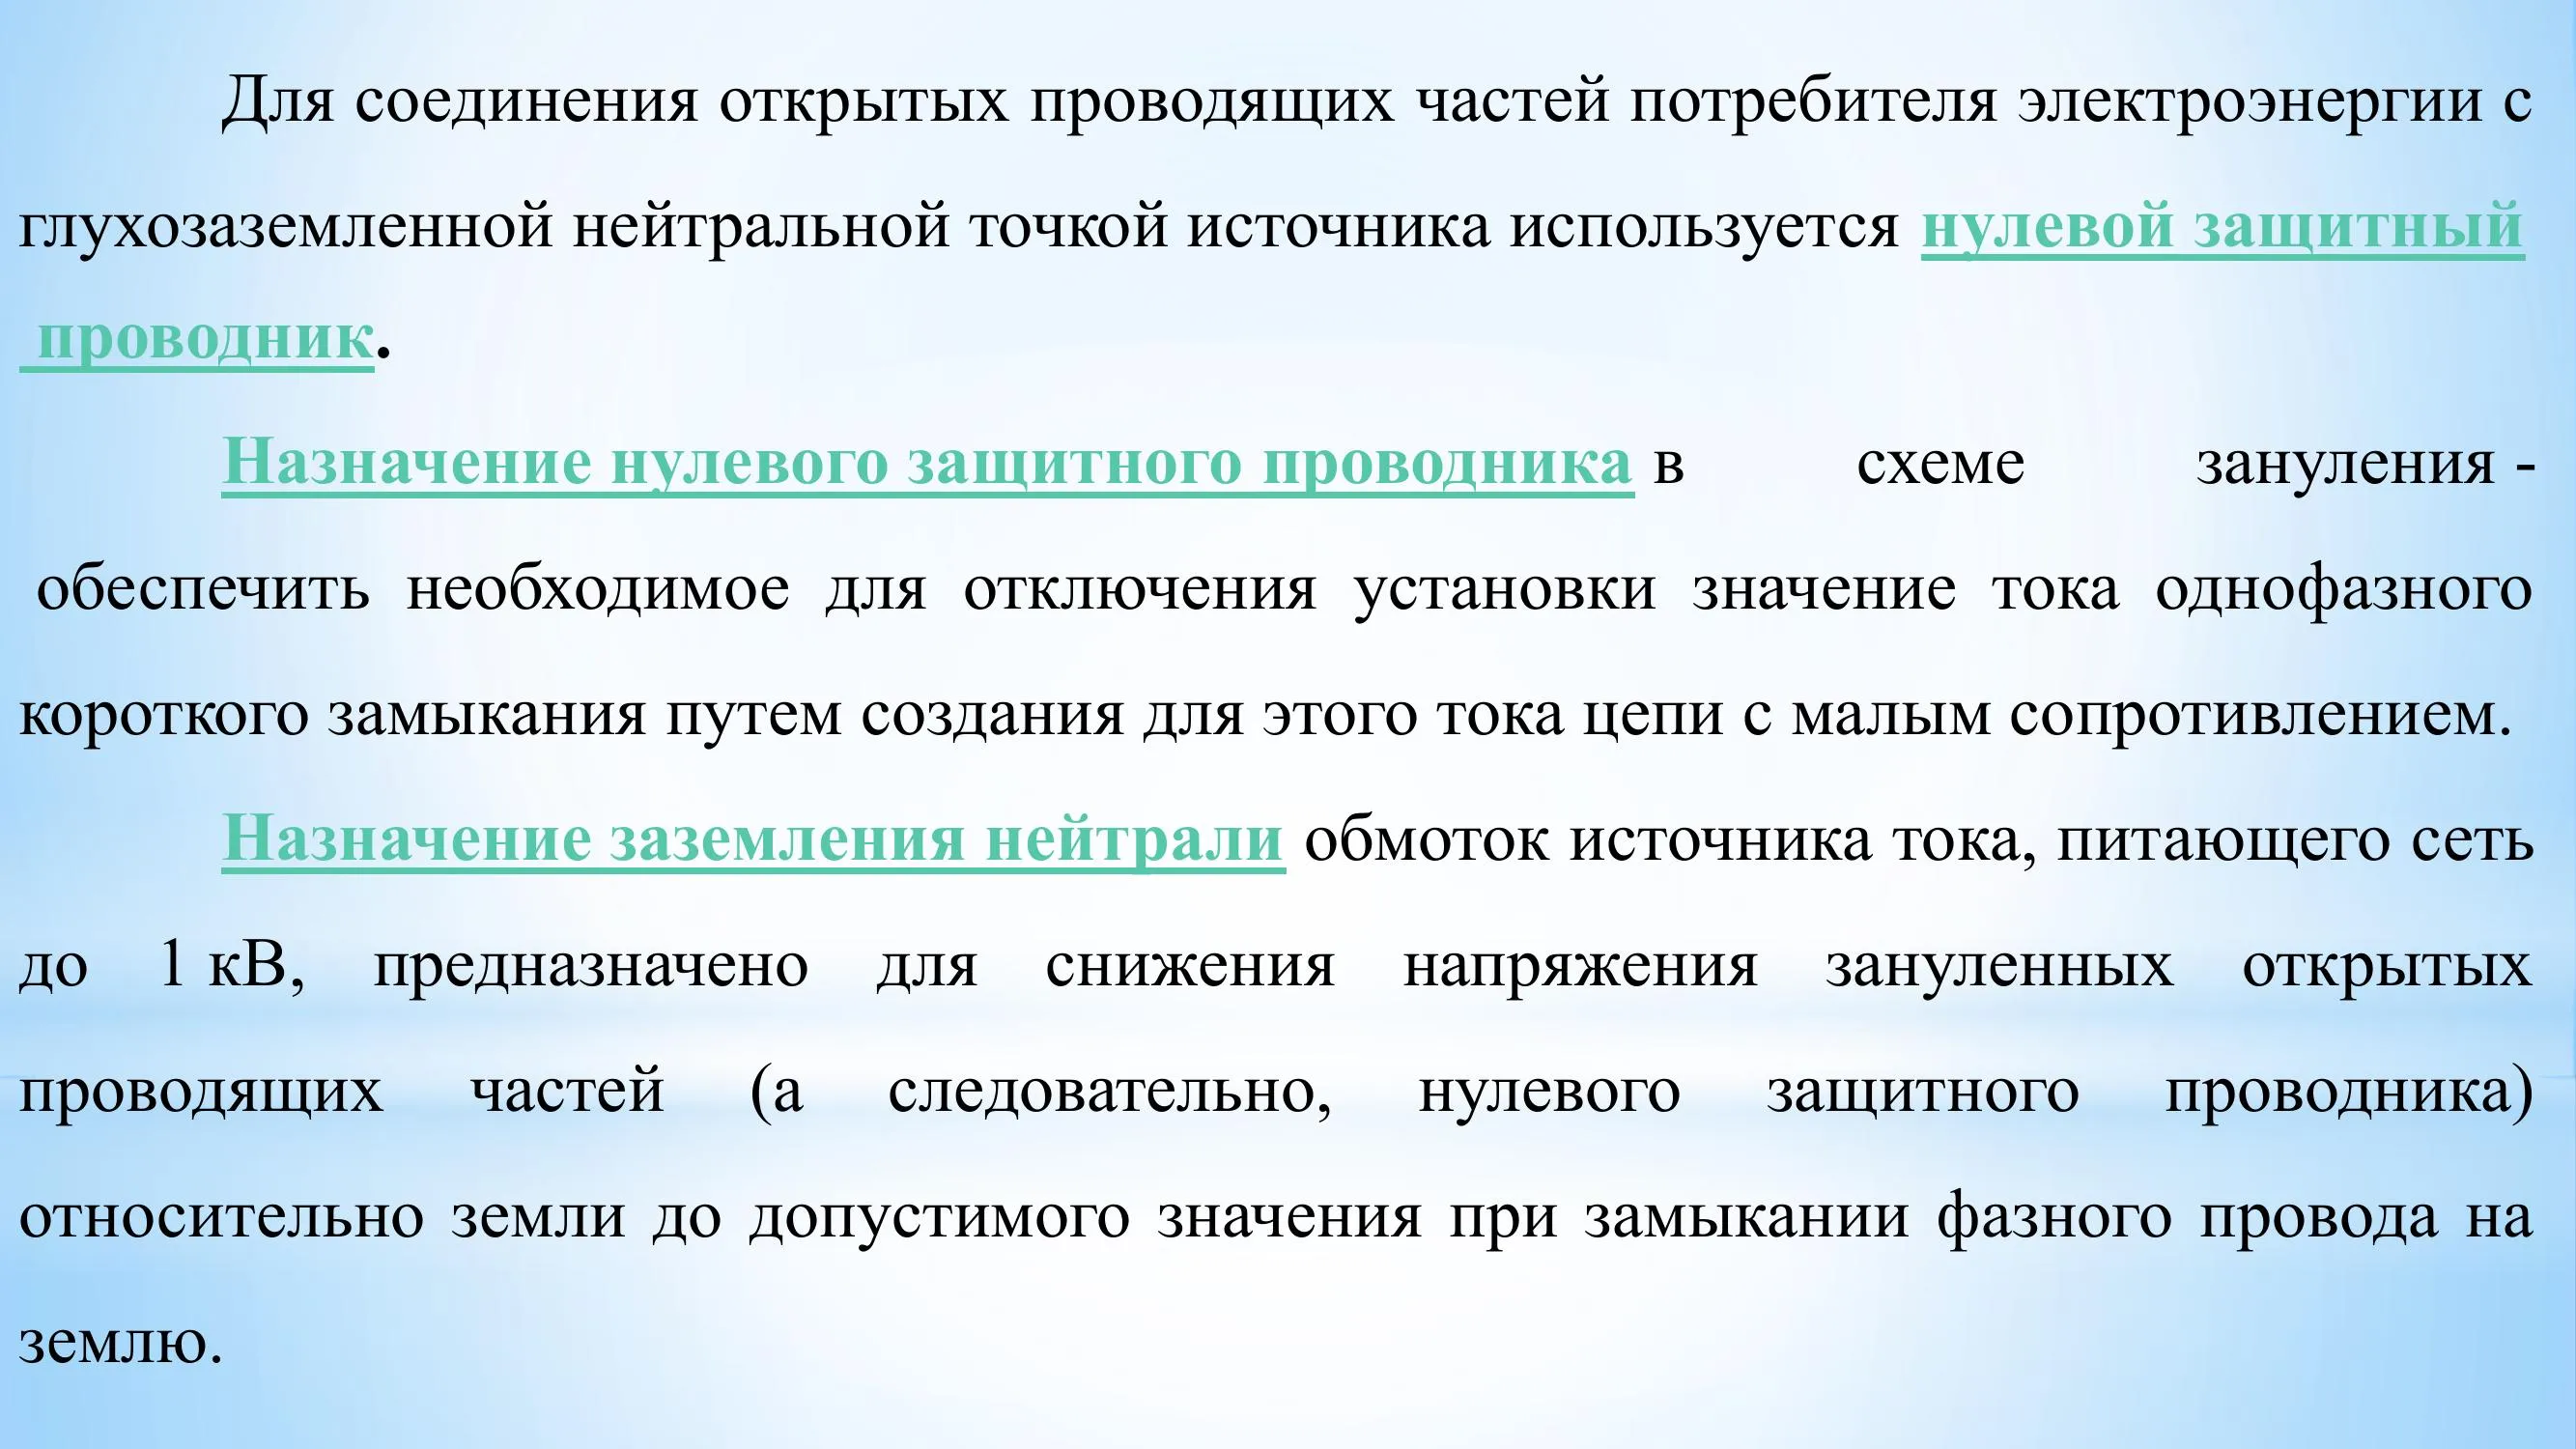 Для соединения открытых проводящих частей потребителя электроэнергии с
глухозаземленной нейтральной точкой источника используется нулевой защитный
проводник.
Назначение нулевого защитного проводника в схеме зануления -
обеспечить необходимое для отключения установки значение тока однофазного
короткого замыкания путем создания для этого тока цепи с малым сопротивлением.
Назначение заземления нейтрали обмоток источника тока, питающего сеть
до 1 кВ, предназначено для снижения напряжения зануленных открытых
проводящих частей (а следовательно, нулевого защитного проводника)
относительно земли до допустимого значения при замыкании фазного провода на
землю.